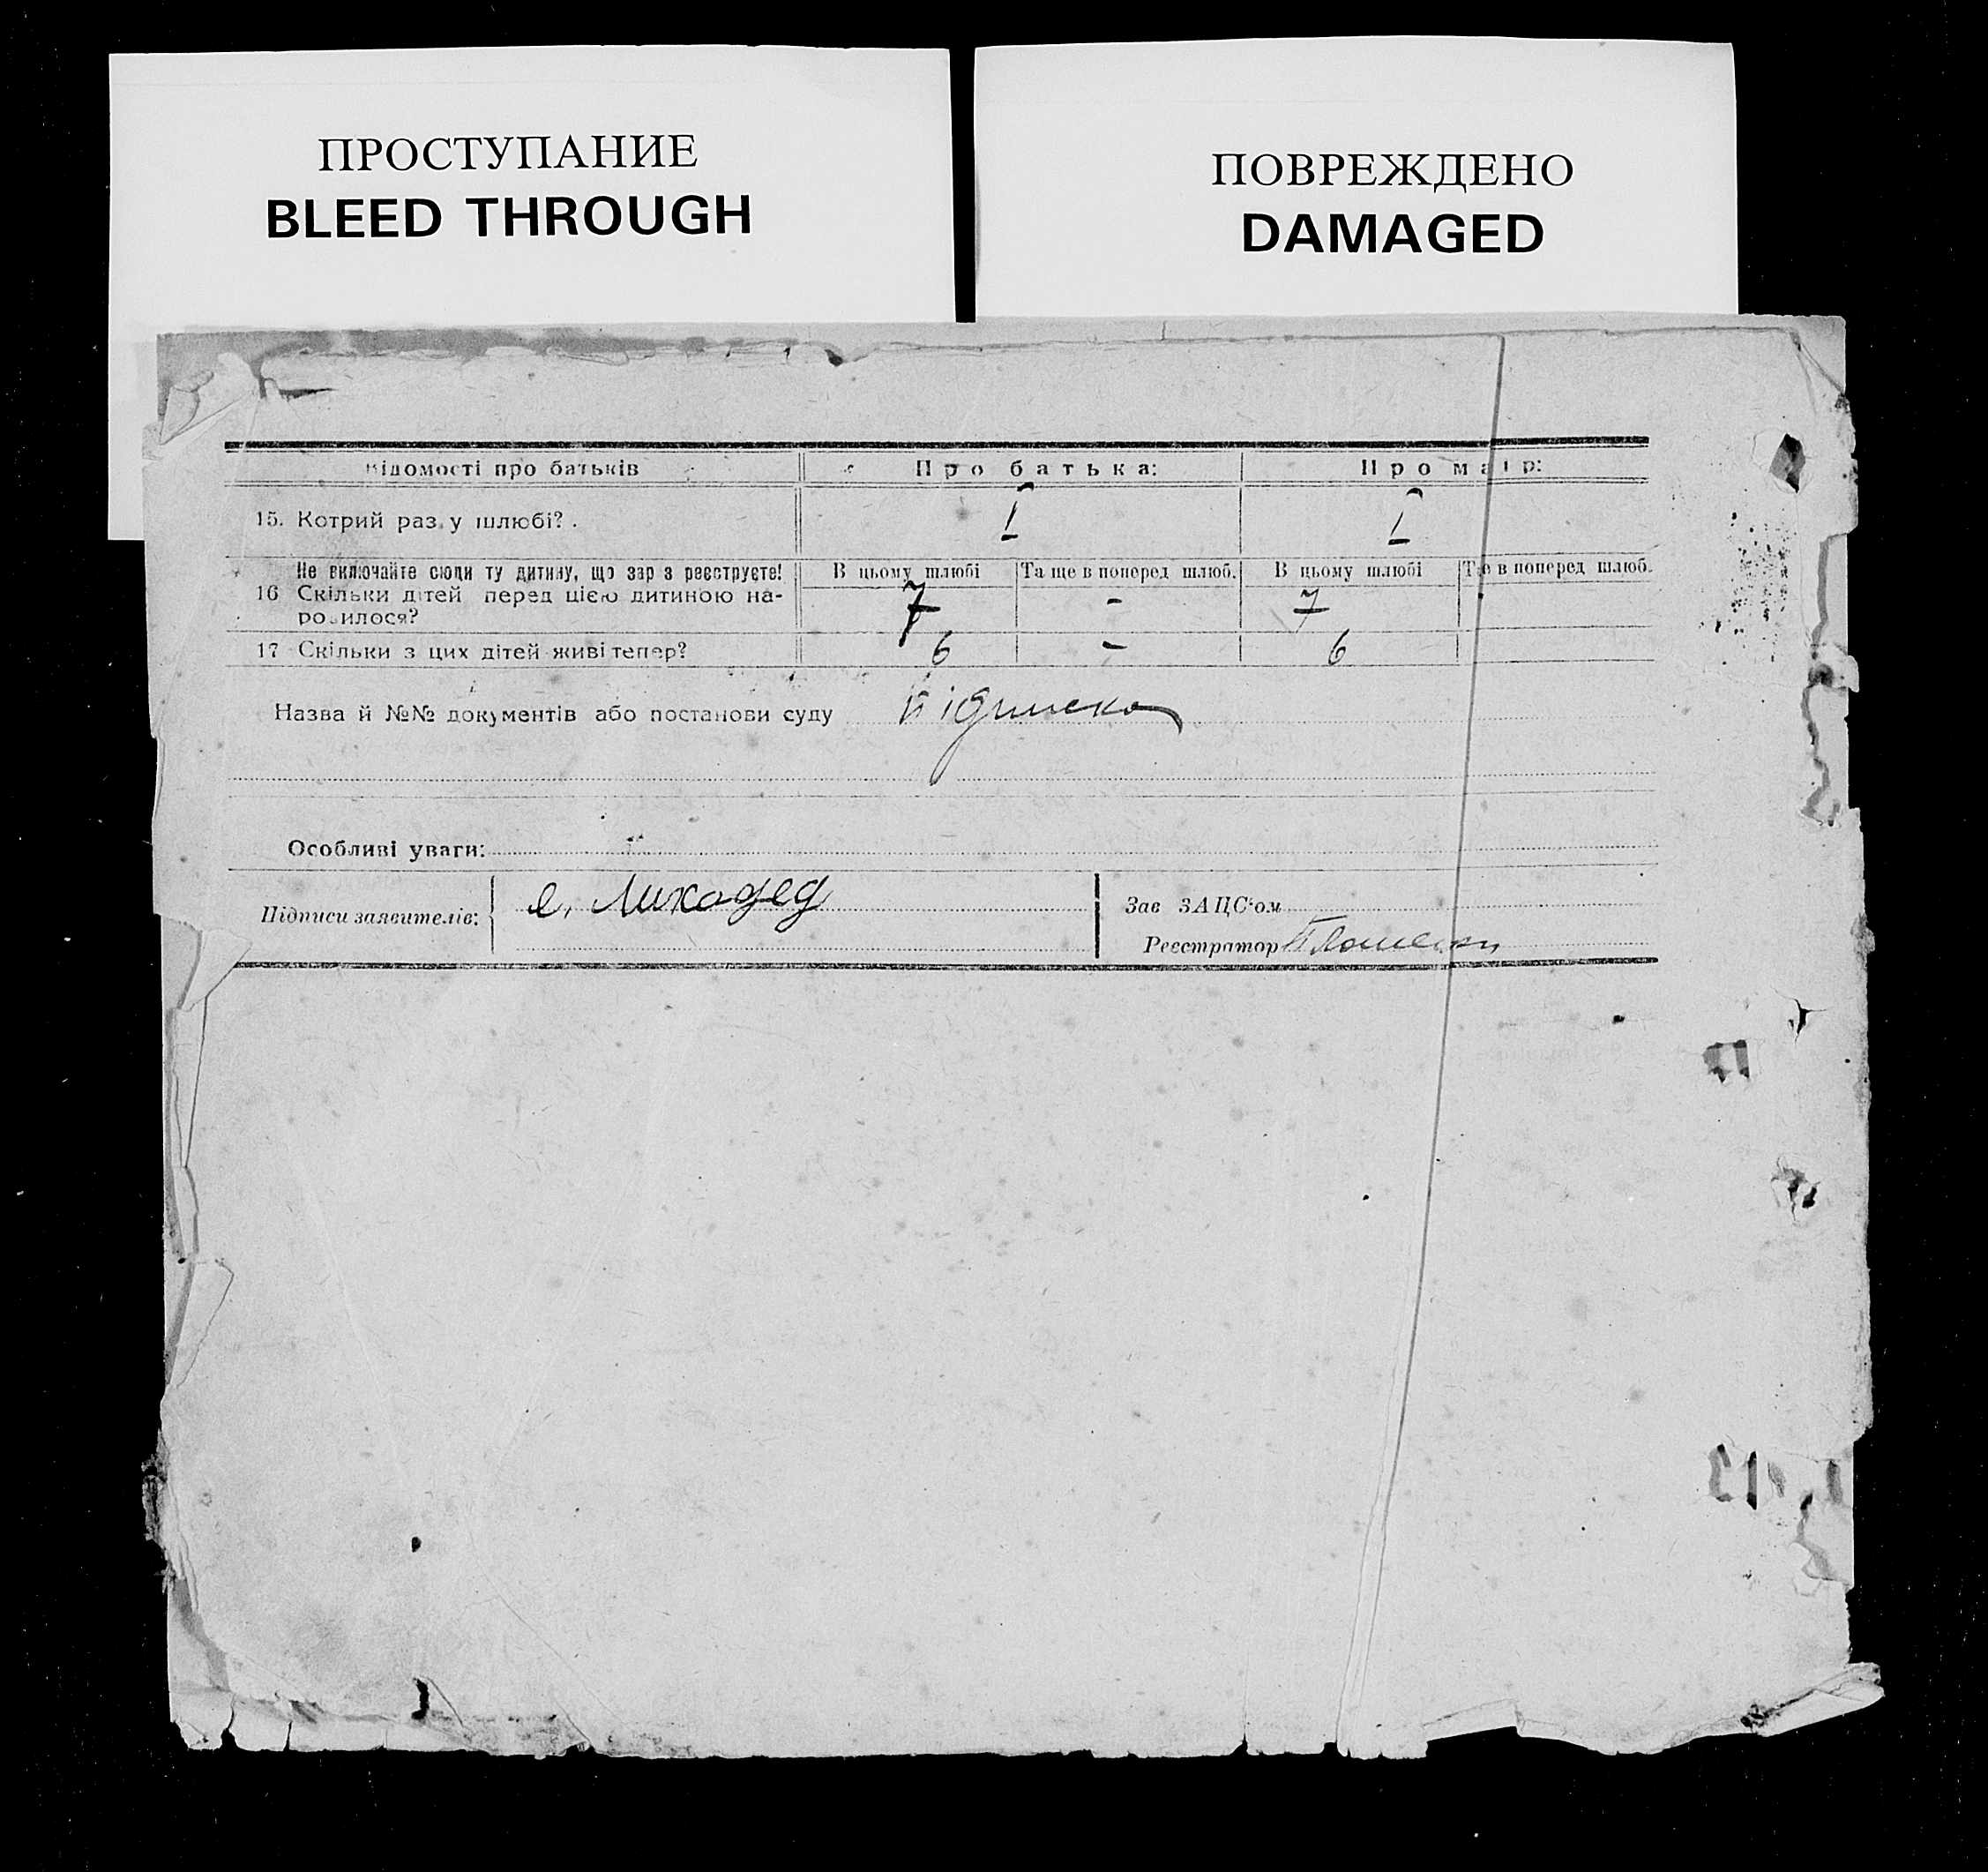 ПРОСТУПАНИЕ
BLEED THROUGH
ПОВРЕЖДЕНО
DAMAGED
Відомості про батьків Про батька: Про матір:
15. Котрий раз у шлюбі? I I
Не включайте сюди ту дитину, що зар з реєструєте! В цьому шлюбі Та ще в поперед шлюб. В цьому шлюбі Т е в поперед шлюб.
16 Скільки дітей перед цією дитиною на- 7 - 7
родилося?
17 Скільки з цих дітей живі тепер? 6 - 6
Назва й №№ документів або постанови суду
Особливі уваги:
Підписи заявителів: Лиходед
Зав ЗАЦС'ом
Реєстратор